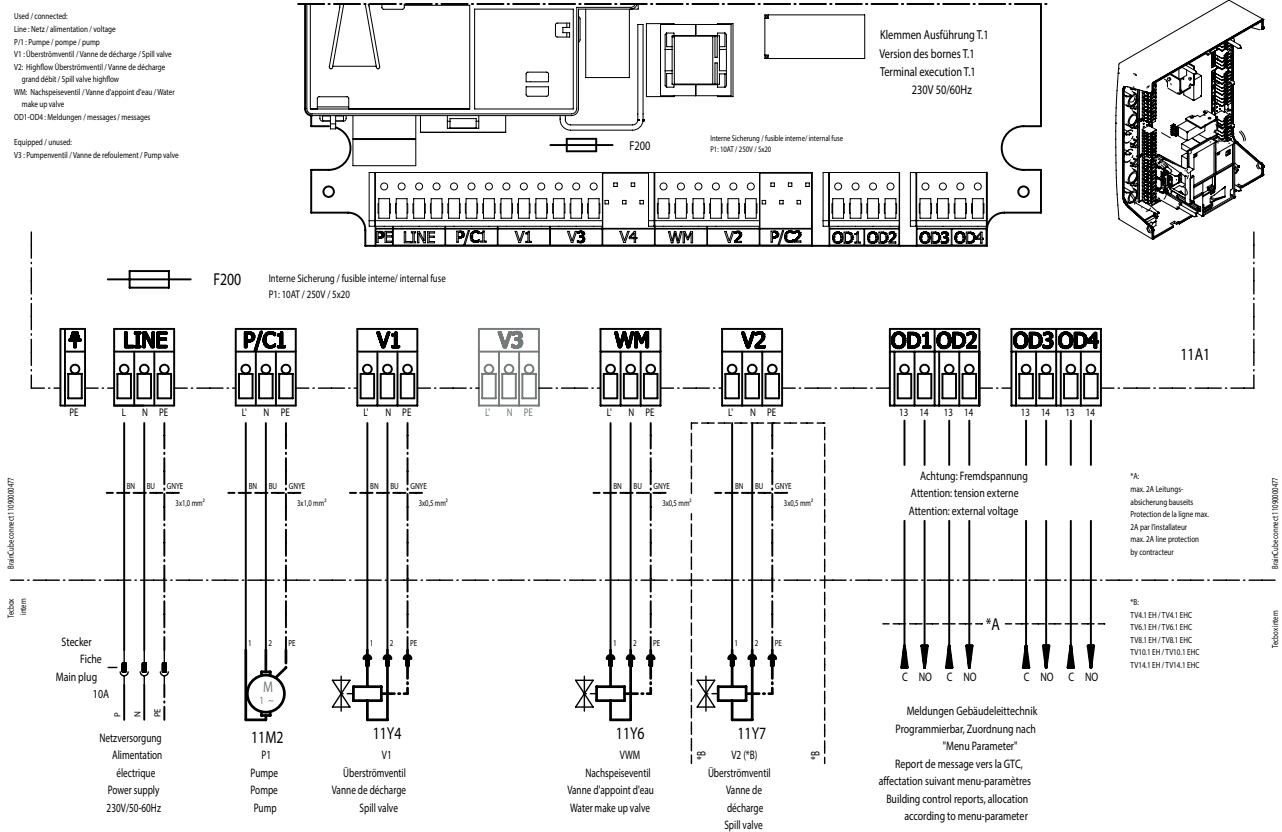 Used / connected:
Line : Netz / alimentation / voltage
P/1 : Pumpe / pompe / pump
V1 : Überströmventil / Vanne de décharge / Spill valve
V2: Highflow Überströmventil / Vanne de décharge
grand débit / Spill valve highflow
WM: Nachspeiseventil / Vanne d'appoint d'eau / Water
make up valve
OD1-OD4 : Meldungen / messages / messages
Equipped / unused:
V3 : Pumpenventil / Vanne de refoulement / Pump valve
Klemmen Ausführung T.1
Version des bornes T.1
Terminal execution T.1
230V 50/60Hz
F200
Interne Sicherung / fusible interne/ internal fuse
P1: 10AT / 250V / 5x20
PE LINE P/C1 V1 V3 V4 WM V2 P/C2 OD1 OD2 OD3 OD4
F200
Interne Sicherung / fusible interne/ internal fuse
P1: 10AT / 250V / 5x20
LINE P/C1 V1 V3 WM V2 OD1 OD2 OD3 OD4
11A1
PE L N PE L' N PE L' N PE L' N PE L' N PE L' N PE 13 14 13 14 13 14 13 14
BN BU GNYE BN BU GNYE BN BU GNYE BN BU GNYE BN BU GNYE
3x1,0 mm² 3x1,0 mm² 3x0,5 mm² 3x0,5 mm² 3x0,5 mm²
Achtung: Fremdspannung
Attention: tension externe
Attention: external voltage
*A:
max. 2A Leitungs-
absicherung bauseits
Protection de la ligne max.
2A par l'installateur
max. 2A line protection
by contracteur
BrainCube connect 1109000477
BrainCube connect 1109000477
Tecbox
intern
Tecbox intern
*B:
TV4.1 EH / TV4.1 EHC
TV6.1 EH / TV6.1 EHC
TV8.1 EH / TV8.1 EHC
TV10.1 EH / TV10.1 EHC
TV14.1 EH / TV14.1 EHC
*A
Stecker
Fiche
Main plug
10A
P N PE
1 2 PE 1 2 PE 1 2 PE 1 2 PE
M
1 ~
C NO C NO C NO C NO
Netzversorgung
Alimentation
électrique
Power supply
230V/50-60Hz
11M2
P1
Pumpe
Pompe
Pump
11Y4
V1
Überströmventil
Vanne de décharge
Spill valve
11Y6
VWM
Nachspeiseventil
Vanne d'appoint d'eau
Water make up valve
*B
*B
11Y7
V2 (*B)
Überströmventil
Vanne de
décharge
Spill valve
Meldungen Gebäudeleittechnik
Programmierbar, Zuordnung nach
"Menu Parameter"
Report de message vers la GTC,
affectation suivant menu-paramètres
Building control reports, allocation
according to menu-parameter